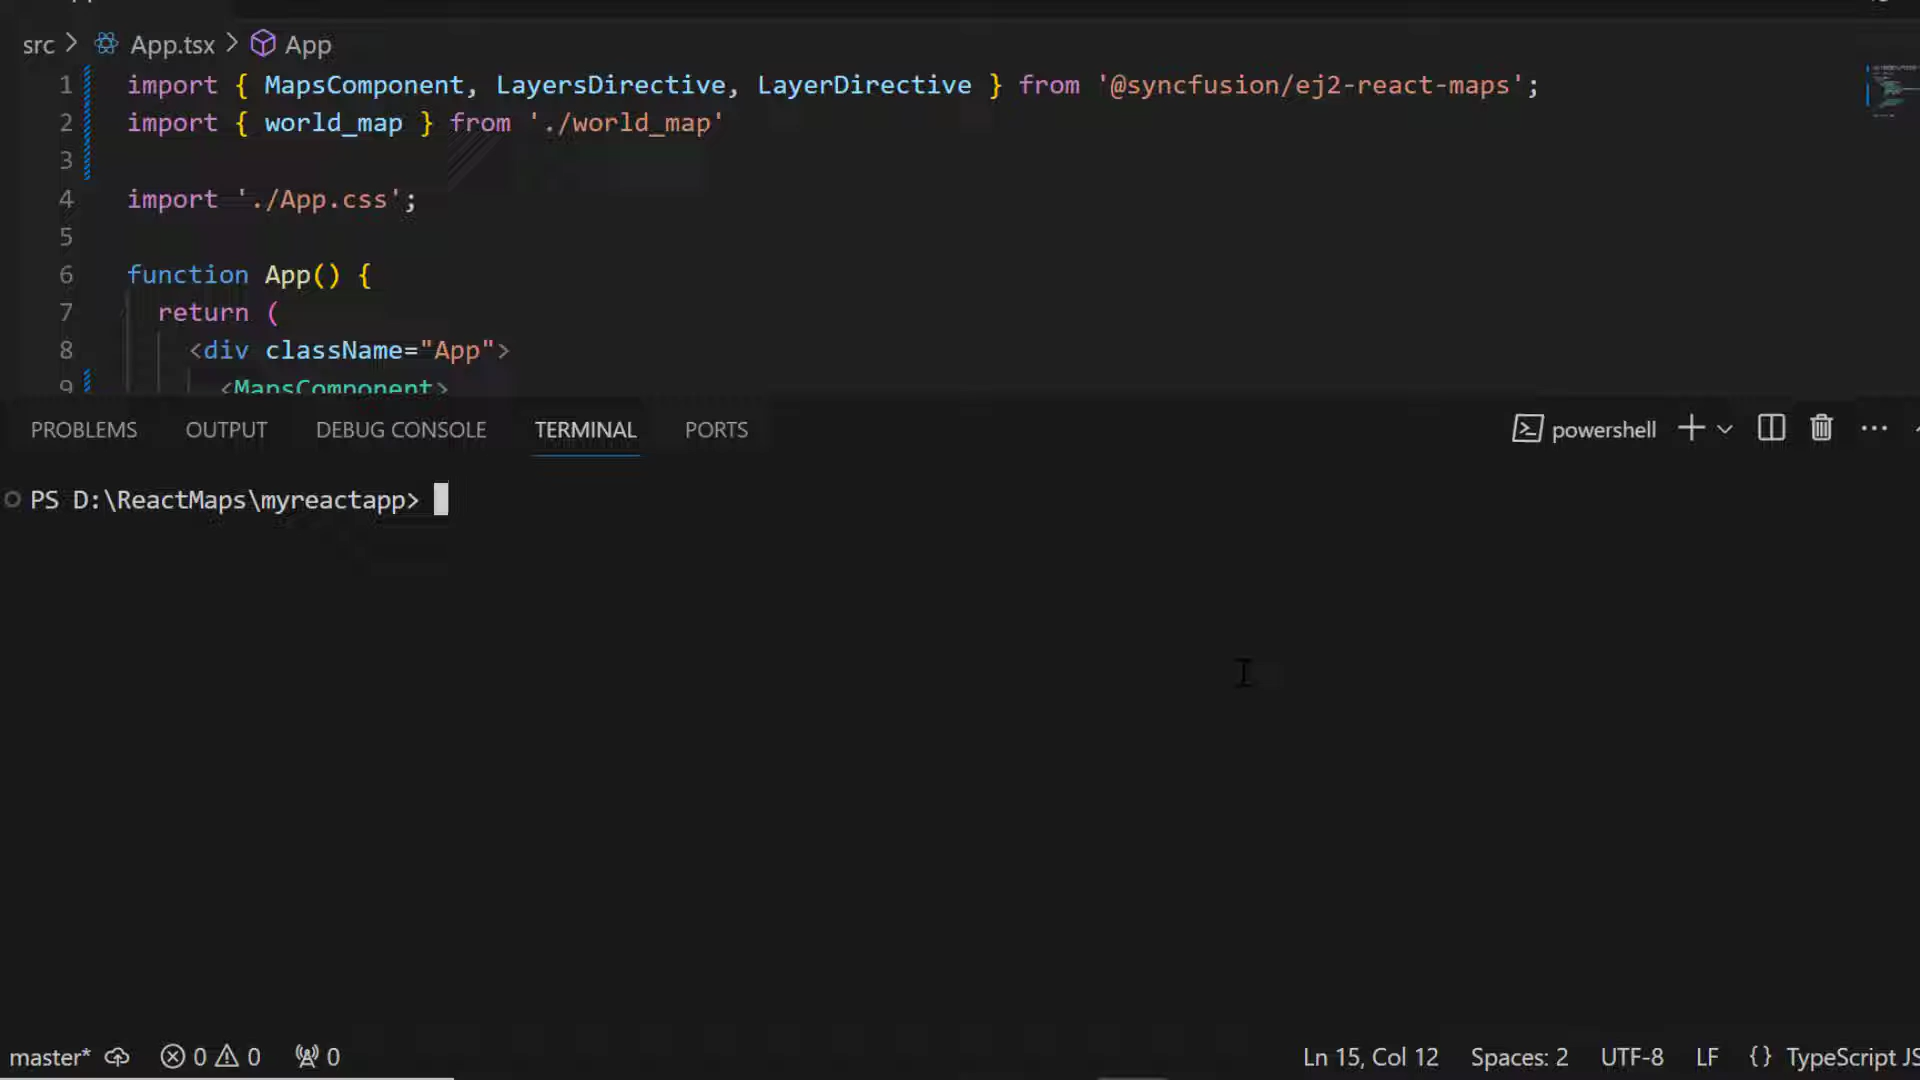 src > App.tsx > App
1 import { MapsComponent, LayersDirective, LayerDirective } from '@syncfusion/ej2-react-maps';
2 import { world_map } from './world_map'
3
4 import './App.css';
5
6 function App() {
7 return (
8 <div className="App">
9 <MapsComponent>
PROBLEMS OUTPUT DEBUG CONSOLE TERMINAL PORTS powershell
PS D:\ReactMaps\myreactapp>
master* 0 0 0 Ln 15, Col 12 Spaces: 2 UTF-8 LF {} TypeScript JS